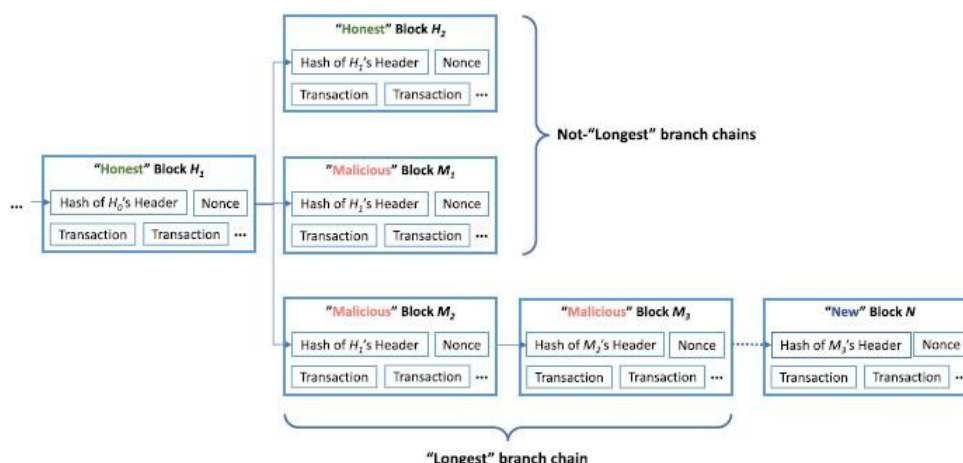 "Honest" Block H2
Hash of H1's Header Nonce
Transaction Transaction ...
Not-"Longest" branch chains
"Honest" Block H1
... Hash of H0's Header Nonce
Transaction Transaction ...
"Malicious" Block M1
Hash of H1's Header Nonce
Transaction Transaction ...
"Malicious" Block M2
Hash of H1's Header Nonce
Transaction Transaction ...
"Malicious" Block M3
Hash of M2's Header Nonce
Transaction Transaction ...
"New" Block N
Hash of M3's Header Nonce
Transaction Transaction ...
"Longest" branch chain